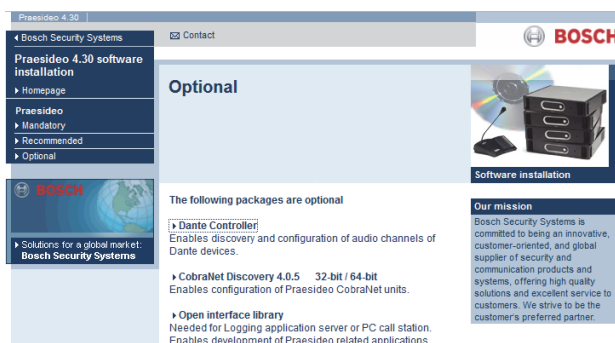 Praesideo 4.30
Bosch Security Systems
Contact
BOSCH
Praesideo 4.30 software
installation
Homepage
Praesideo
Mandatory
Recommended
Optional
Optional
Software installation
BOSCH
Solutions for a global market:
Bosch Security Systems
The following packages are optional
Dante Controller
Enables discovery and configuration of audio channels of
Dante devices.
CobraNet Discovery 4.0.5 32-bit / 64-bit
Enables configuration of Praesideo CobraNet units.
Open interface library
Needed for Logging application server or PC call station.
Enables development of Praesideo related applications
Our mission
Bosch Security Systems is
committed to being an innovative,
customer-oriented, and global
supplier of security and
communication products and
systems, offering high quality
solutions and excellent service to
customers. We strive to be the
customer's preferred partner.